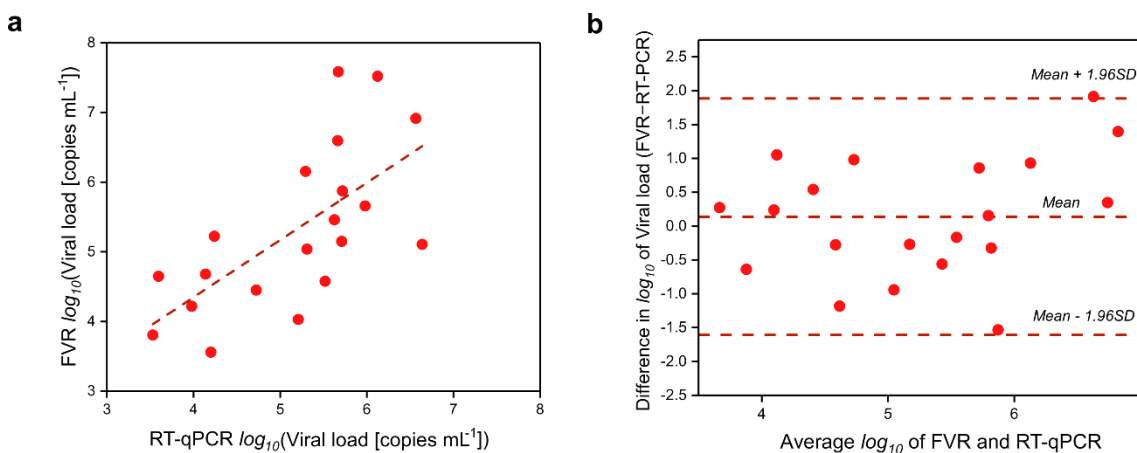 a
8
7
6
5
4
3
FVR log₁₀(Viral load [copies mL⁻¹])
3 4 5 6 7 8
RT-qPCR log₁₀(Viral load [copies mL⁻¹])
b
2.5
2.0
1.5
1.0
0.5
0.0
-0.5
-1.0
-1.5
-2.0
-2.5
Difference in log₁₀ of Viral load (FVR−RT-PCR)
Mean + 1.96SD
Mean
Mean - 1.96SD
4 5 6
Average log₁₀ of FVR and RT-qPCR